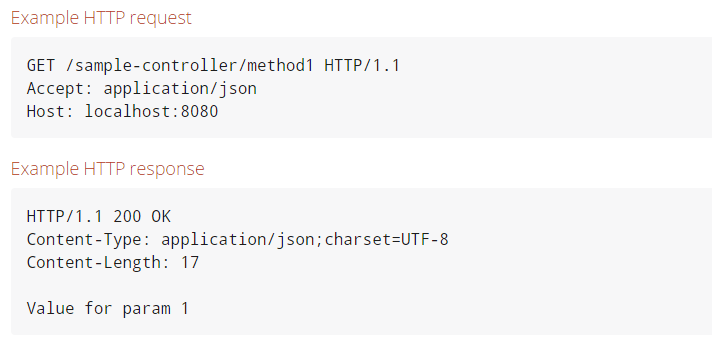 Example HTTP request
GET /sample-controller/method1 HTTP/1.1
Accept: application/json
Host: localhost:8080
Example HTTP response
HTTP/1.1 200 OK
Content-Type: application/json;charset=UTF-8
Content-Length: 17
Value for param 1